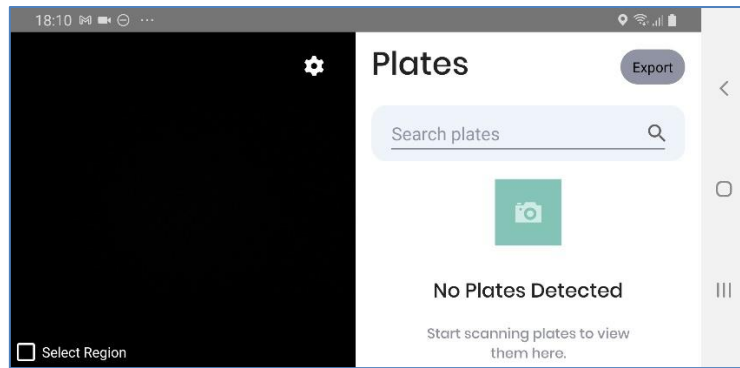 18:10
Plates
Export
Search plates
No Plates Detected
Start scanning plates to view
them here.
Select Region